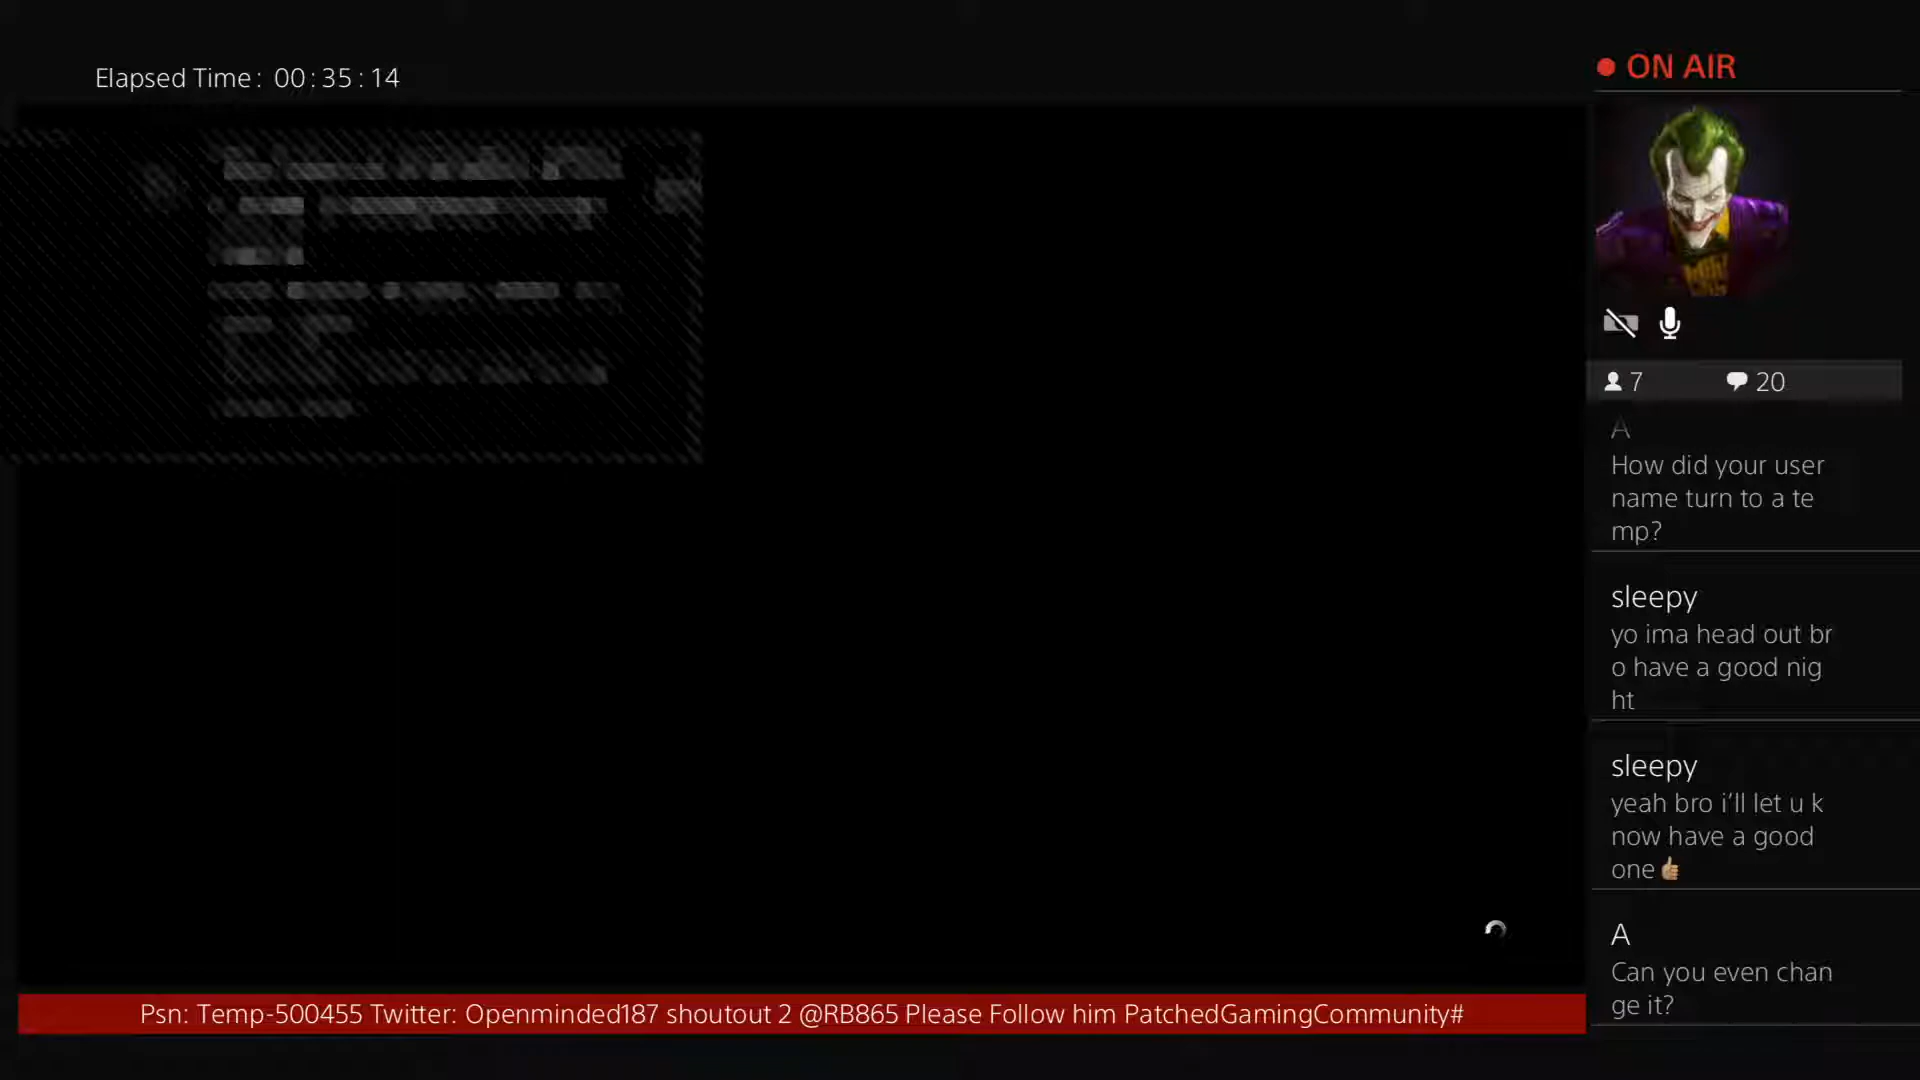 Elapsed Time: 00:35:14
ON AIR
7 20
A
How did your user
name turn to a te
mp?
sleepy
yo ima head out br
o have a good nig
ht
sleepy
yeah bro i'll let u k
now have a good
one👍🏽
A
Can you even chan
ge it?
Psn: Temp-500455 Twitter: Openminded187 shoutout 2 @RB865 Please Follow him PatchedGamingCommunity#